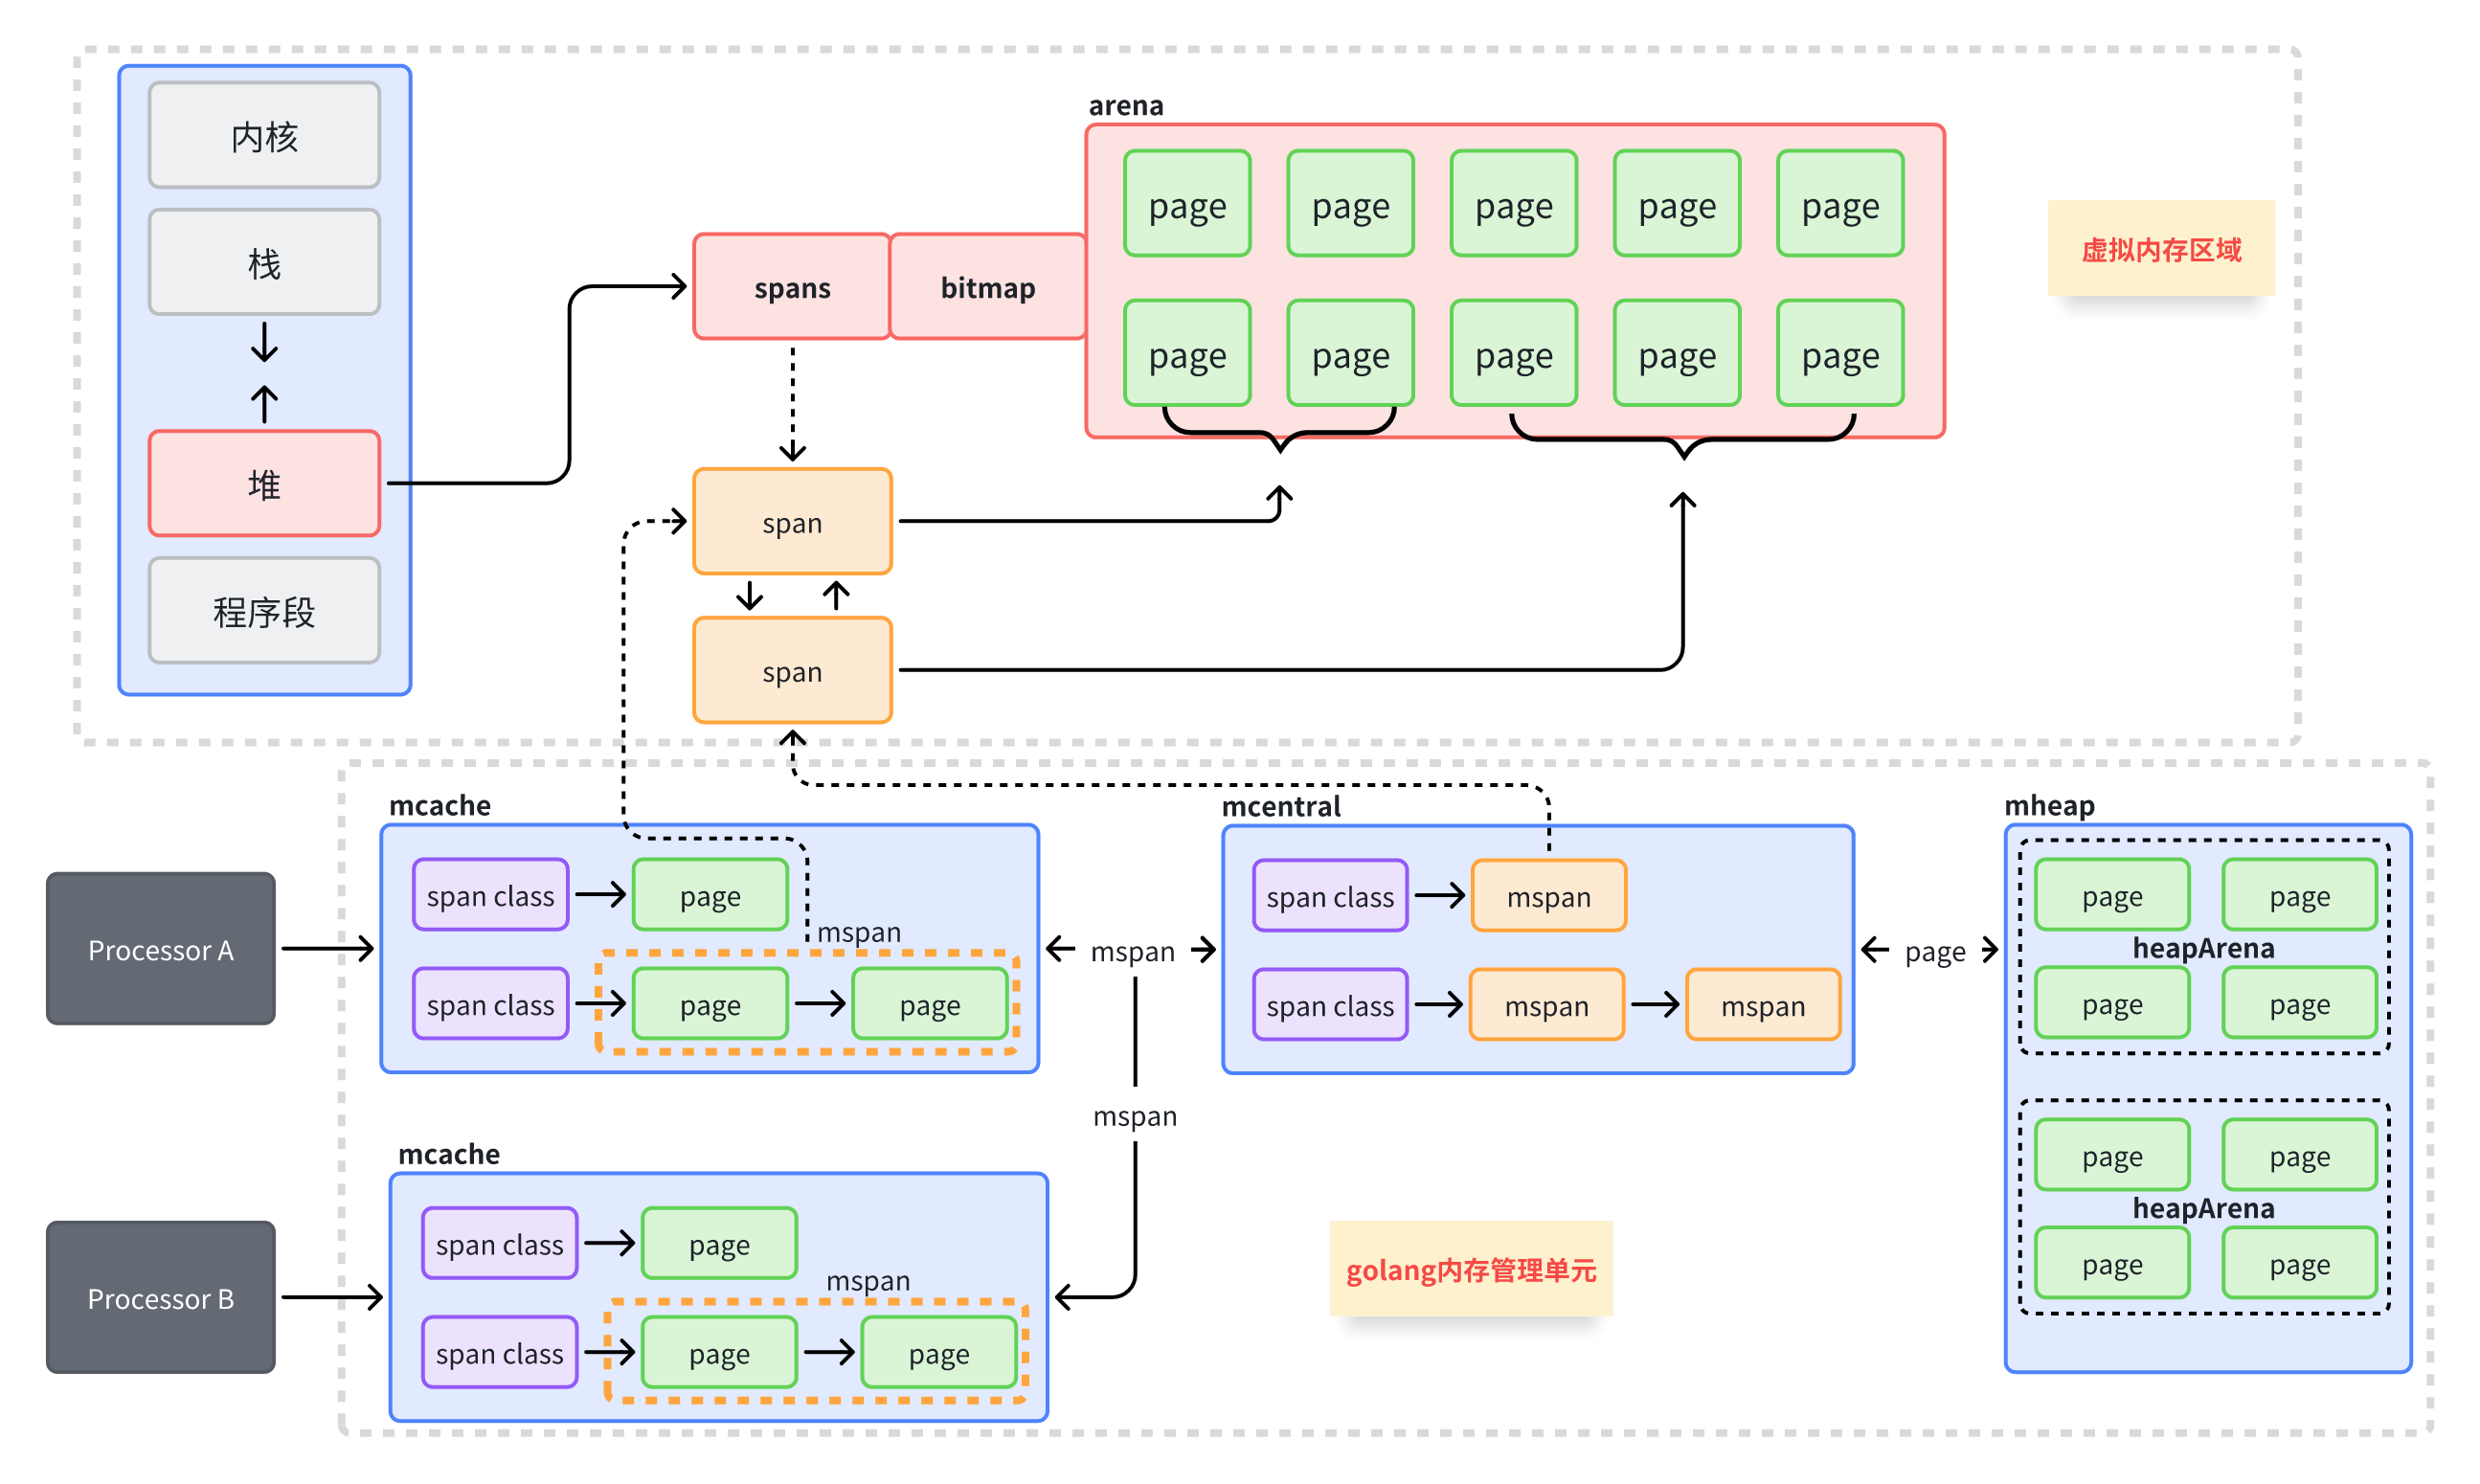 内核
栈
堆
程序段
arena
page page page page page
page page page page page
spans bitmap
虚拟内存区域
span
span
mcache
Processor A
span class page
mspan
span class page page
mspan
mcentral
span class mspan
span class mspan mspan
page
mheap
page page
heapArena
page page
page page
heapArena
page page
mspan
mcache
Processor B
span class page
mspan
span class page page
golang内存管理单元